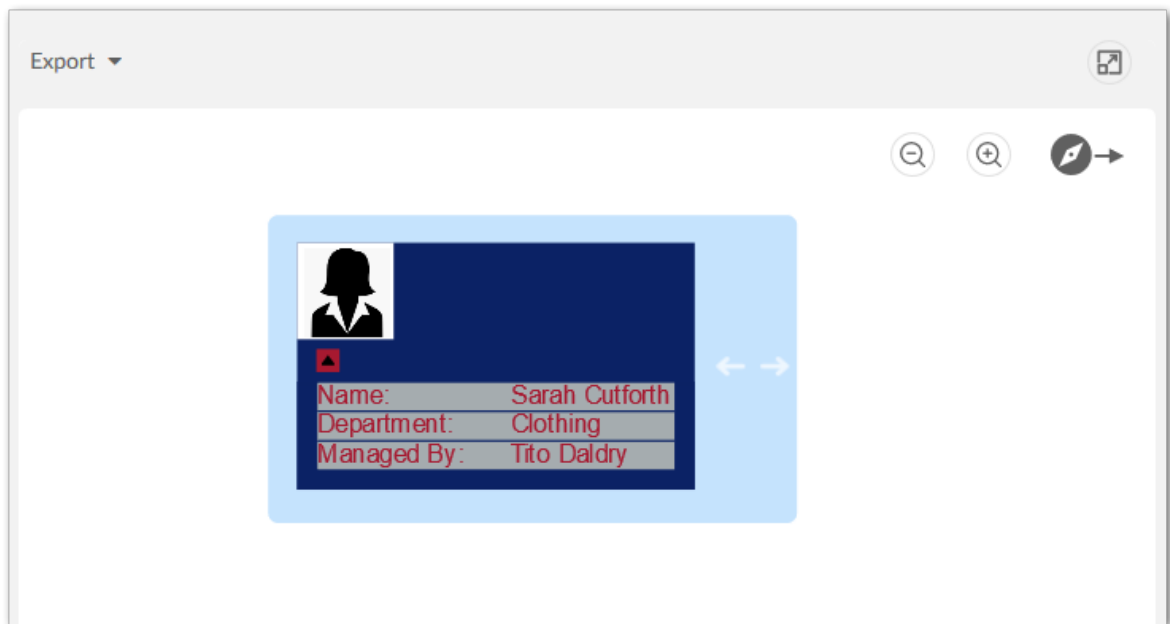 Export
Name: Sarah Cutforth
Department: Clothing
Managed By: Tito Daldry